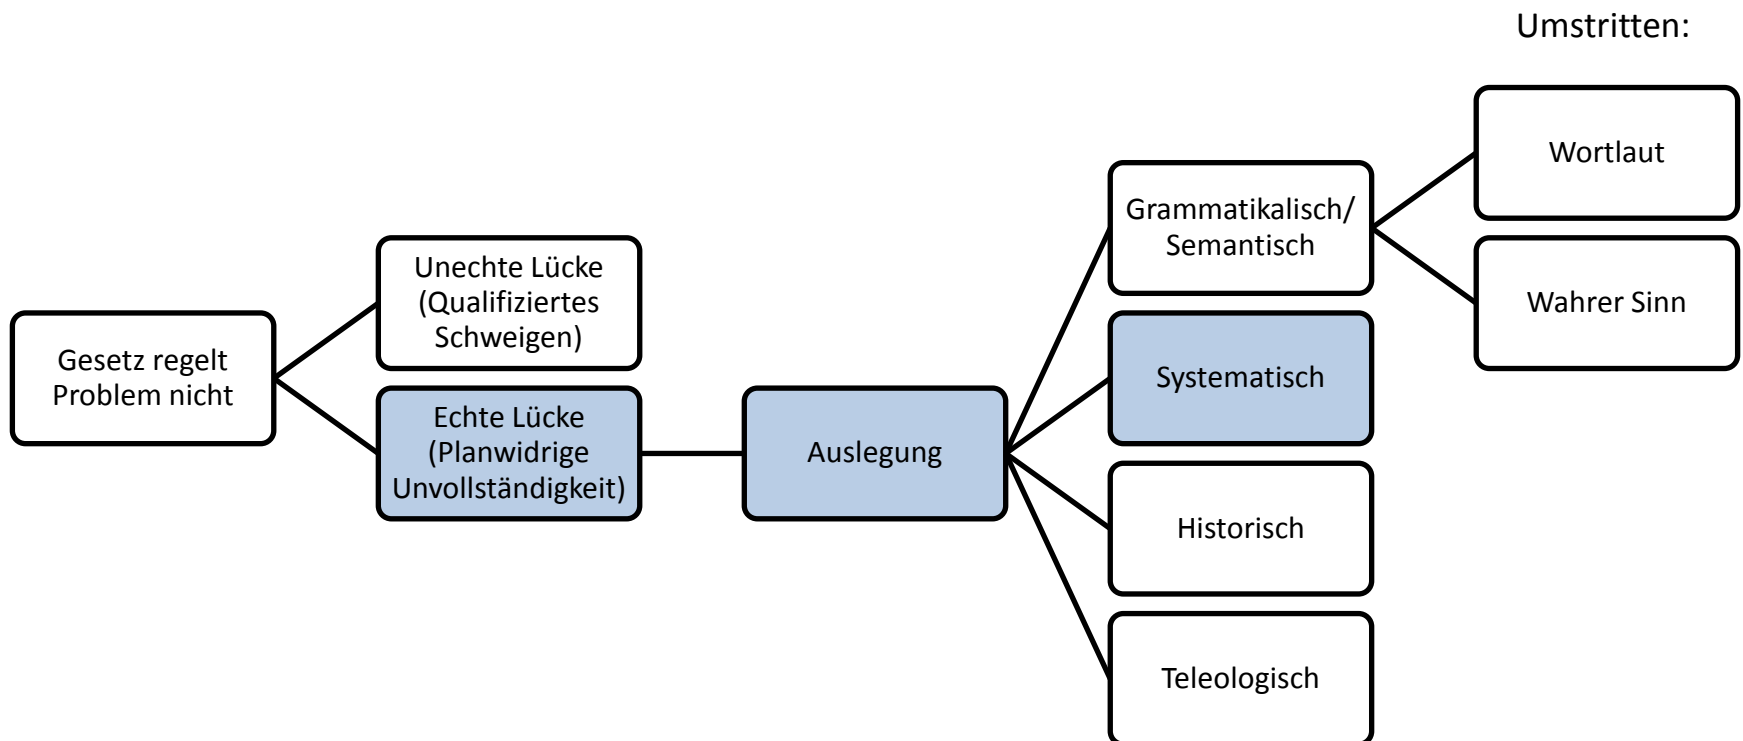 Umstritten:
Wortlaut
Grammatikalisch/
Semantisch
Wahrer Sinn
Unechte Lücke
(Qualifiziertes
Schweigen)
Gesetz regelt
Problem nicht
Echte Lücke
(Planwidrige
Unvollständigkeit)
Auslegung
Systematisch
Historisch
Teleologisch